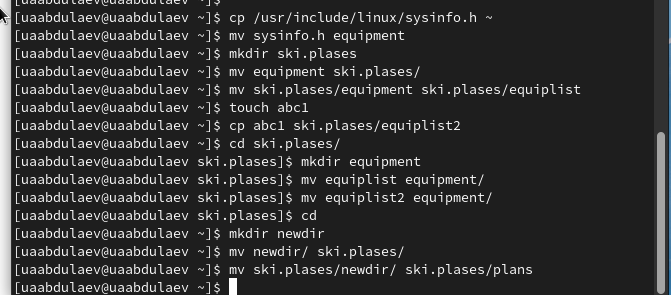 [uaabdulaev@uaabdulaev ~]$ cp /usr/include/linux/sysinfo.h ~
[uaabdulaev@uaabdulaev ~]$ mv sysinfo.h equipment
[uaabdulaev@uaabdulaev ~]$ mkdir ski.plases
[uaabdulaev@uaabdulaev ~]$ mv equipment ski.plases/
[uaabdulaev@uaabdulaev ~]$ mv ski.plases/equipment ski.plases/equiplist
[uaabdulaev@uaabdulaev ~]$ touch abc1
[uaabdulaev@uaabdulaev ~]$ cp abc1 ski.plases/equiplist2
[uaabdulaev@uaabdulaev ~]$ cd ski.plases/
[uaabdulaev@uaabdulaev ski.plases]$ mkdir equipment
[uaabdulaev@uaabdulaev ski.plases]$ mv equiplist equipment/
[uaabdulaev@uaabdulaev ski.plases]$ mv equiplist2 equipment/
[uaabdulaev@uaabdulaev ski.plases]$ cd
[uaabdulaev@uaabdulaev ~]$ mkdir newdir
[uaabdulaev@uaabdulaev ~]$ mv newdir/ ski.plases/
[uaabdulaev@uaabdulaev ~]$ mv ski.plases/newdir/ ski.plases/plans
[uaabdulaev@uaabdulaev ~]$